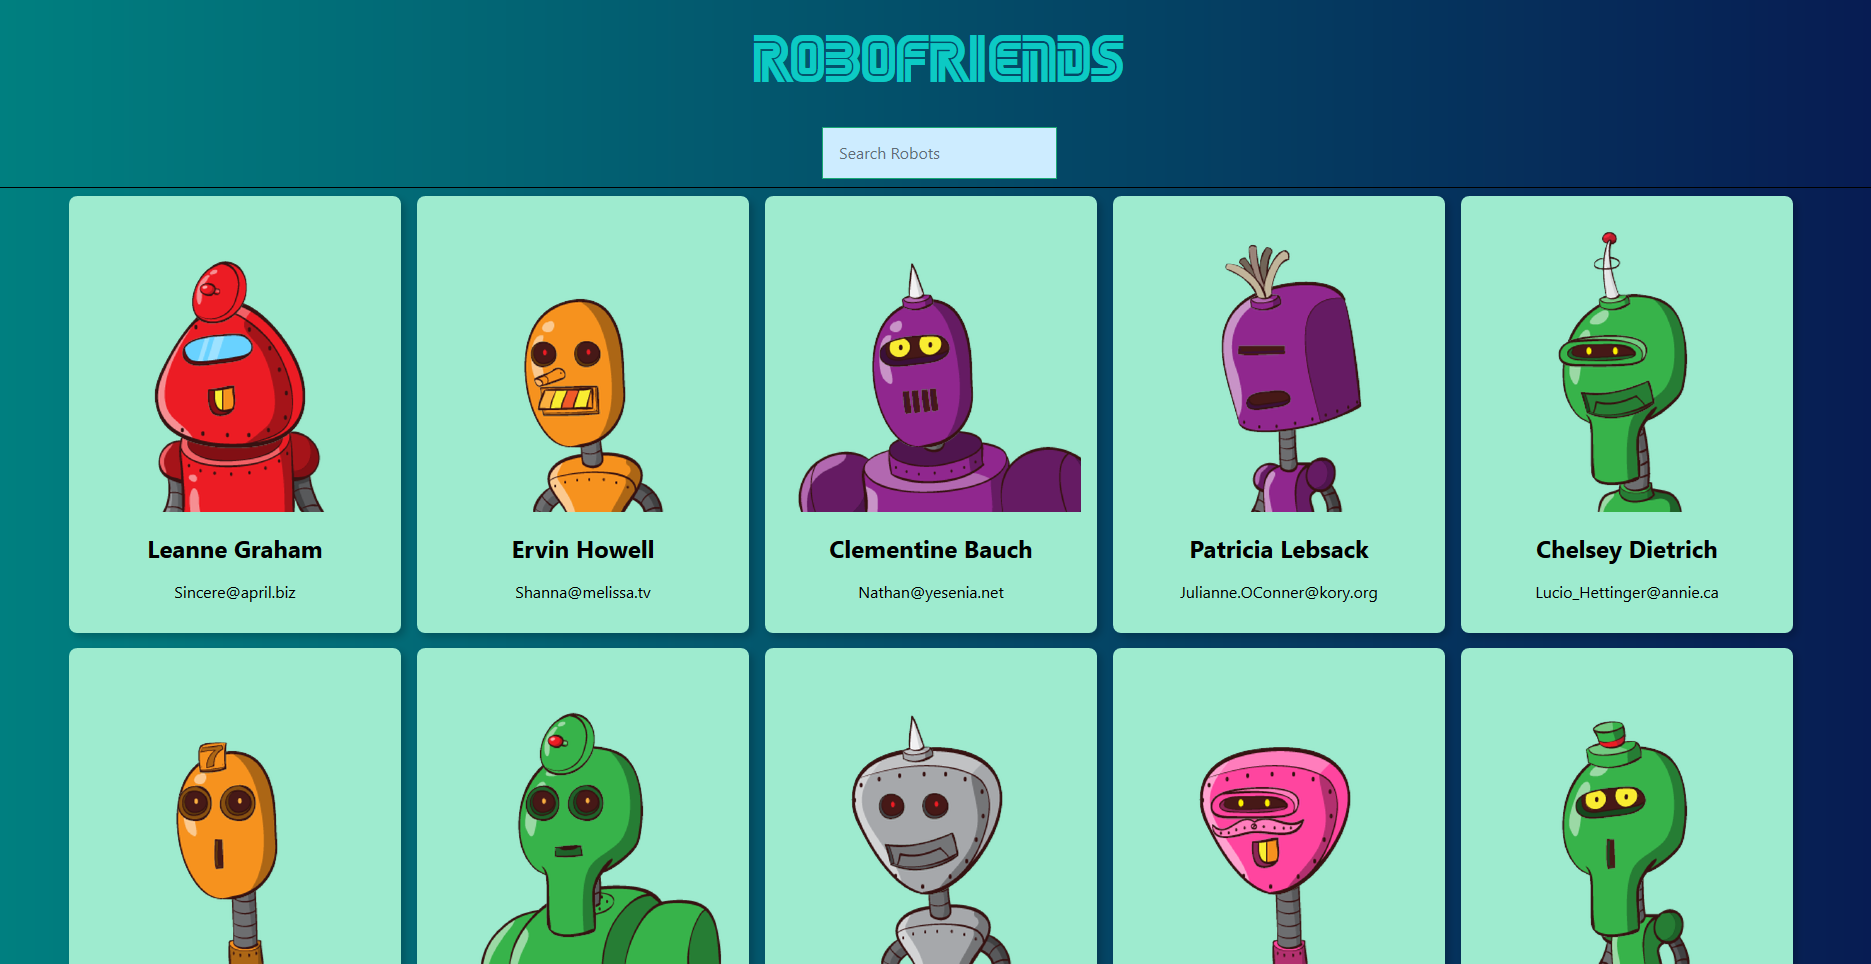 ROBOFRIENDS
Search Robots
Leanne Graham
Sincere@april.biz
Ervin Howell
Shanna@melissa.tv
Clementine Bauch
Nathan@yesenia.net
Patricia Lebsack
Julianne.OConner@kory.org
Chelsey Dietrich
Lucio_Hettinger@annie.ca
7